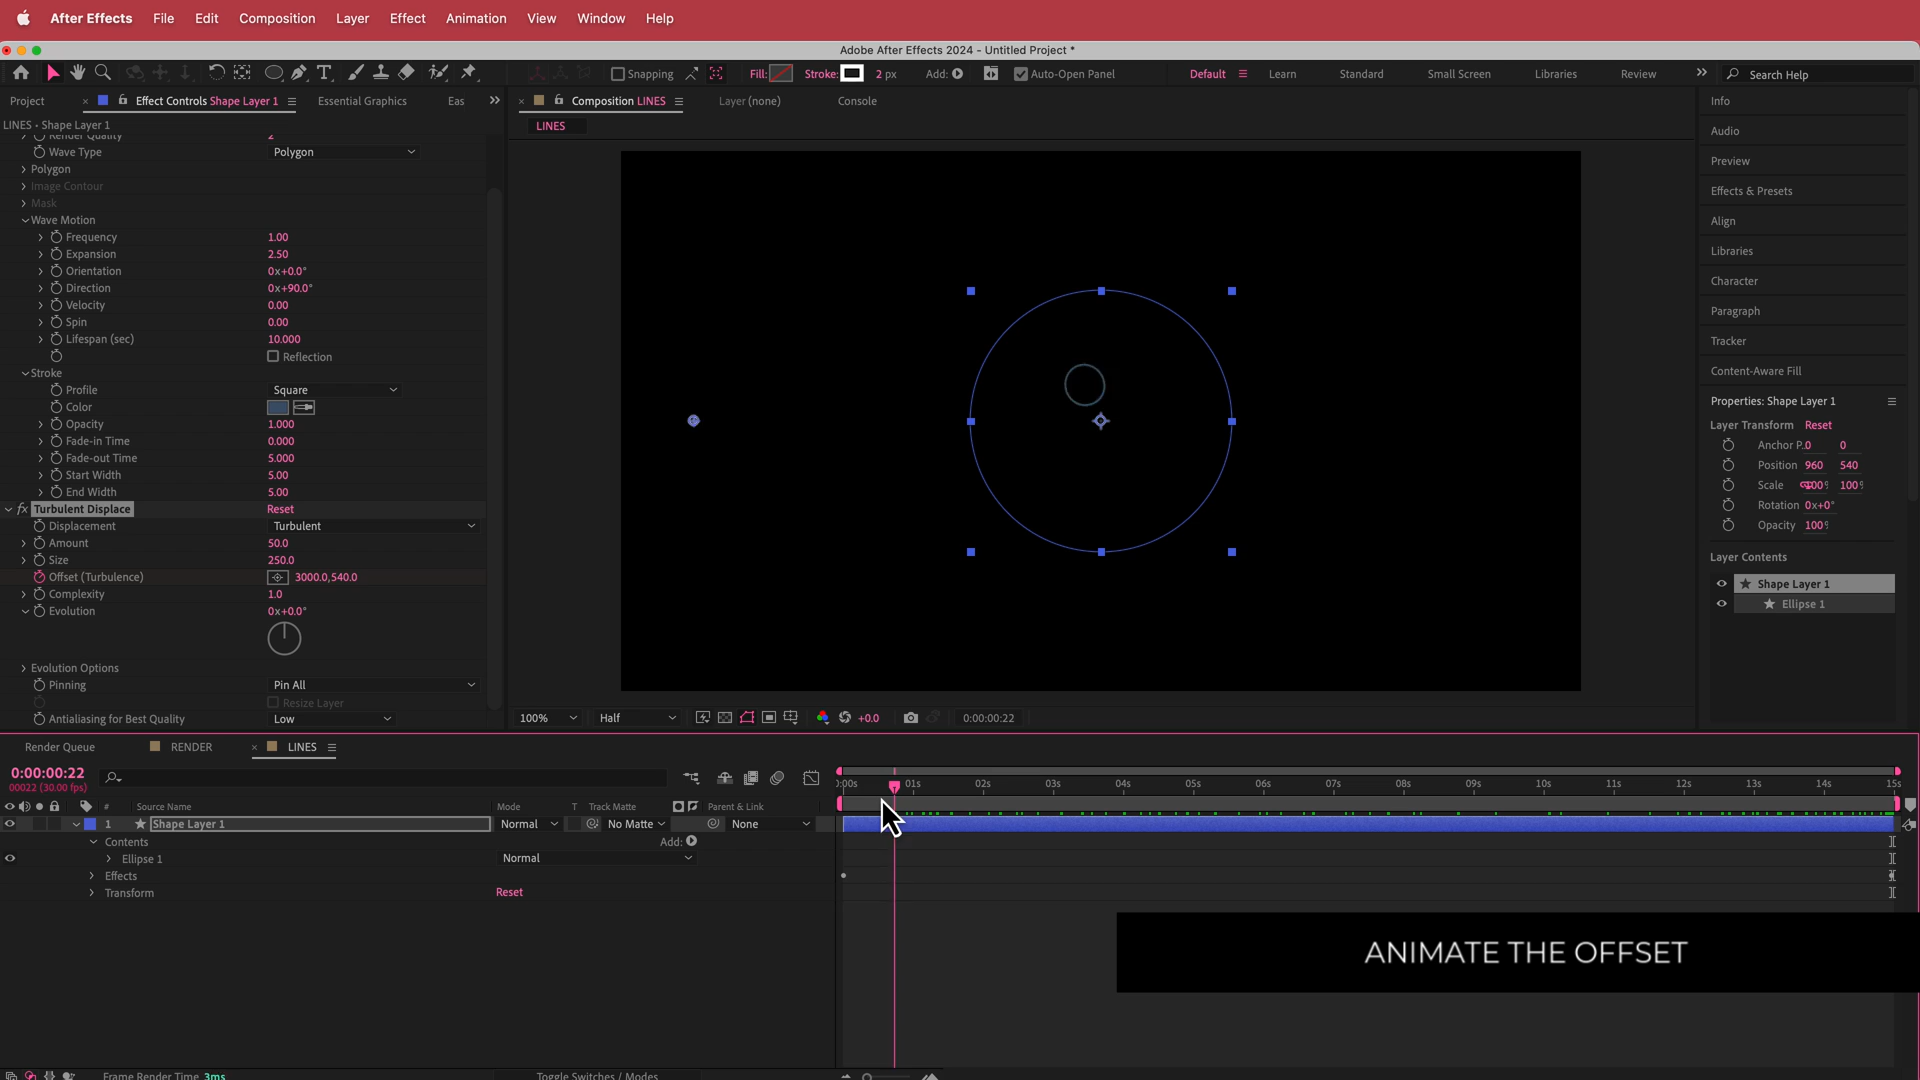 After Effects File Edit Composition Layer Effect Animation View Window Help
Adobe After Effects 2024 - Untitled Project *
Snapping Fill: Stroke: 2 px Add: Auto-Open Panel Default Learn Standard Small Screen Libraries Review Search Help
Project Effect Controls Shape Layer 1 Essential Graphics Eas
Composition LINES Layer (none) Console
LINES • Shape Layer 1
LINES
Render Quality 2
Wave Type Polygon
Polygon
Image Contour
Mask
Wave Motion
Frequency 1.00
Expansion 2.50
Orientation 0x+0.0°
Direction 0x+90.0°
Velocity 0.00
Spin 0.00
Lifespan (sec) 10.000
Reflection
Stroke
Profile Square
Color
Opacity 1.000
Fade-in Time 0.000
Fade-out Time 5.000
Start Width 5.00
End Width 5.00
fx Turbulent Displace Reset
Displacement Turbulent
Amount 50.0
Size 250.0
Offset (Turbulence) 3000.0,540.0
Complexity 1.0
Evolution 0x+0.0°
Evolution Options
Pinning Pin All
Resize Layer
Antialiasing for Best Quality Low
100% Half +0.0 0:00:00:22
Info
Audio
Preview
Effects & Presets
Align
Libraries
Character
Paragraph
Tracker
Content-Aware Fill
Properties: Shape Layer 1
Layer Transform Reset
Anchor P. 0 0
Position 960 540
Scale 100% 100%
Rotation 0x+0°
Opacity 100%
Layer Contents
Shape Layer 1
Ellipse 1
Render Queue RENDER LINES
0:00:00:22
00022 (30.00 fps)
:00s 01s 02s 03s 04s 05s 06s 07s 08s 09s 10s 11s 12s 13s 14s 15s
# Source Name Mode T Track Matte Parent & Link
1 Shape Layer 1 Normal No Matte None
Contents Add:
Ellipse 1 Normal
Effects
Transform Reset
ANIMATE THE OFFSET
Frame Render Time 3ms Toggle Switches / Modes